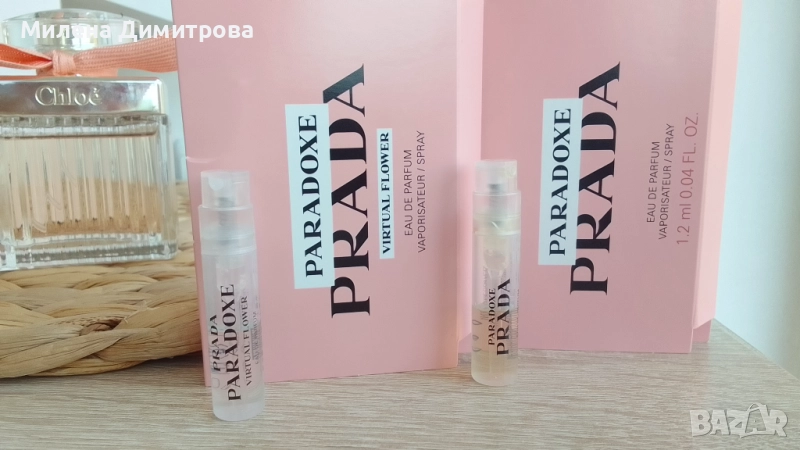 Милена Димитрова
Chloé
PARADOXE
PRADA
VIRTUAL FLOWER
EAU DE PARFUM
VAPORISATEUR / SPRAY
PARADOXE
PRADA
EAU DE PARFUM
VAPORISATEUR / SPRAY
1.2 ml 0.04 FL. OZ.
PRADA
PARADOXE
VIRTUAL FLOWER
PARADOXE
PRADA
BAZAR